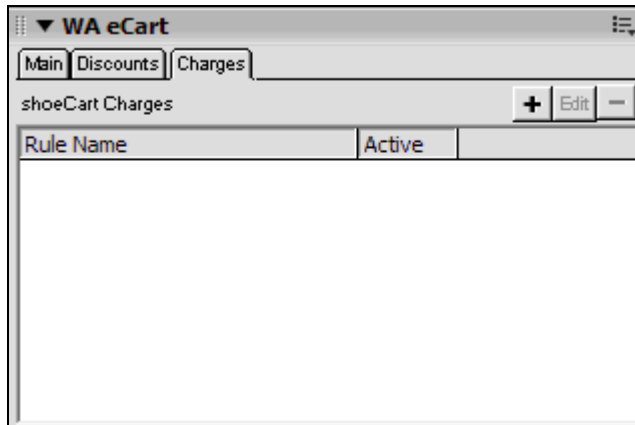 WA eCart
Main Discounts Charges
shoeCart Charges + Edit −
Rule Name Active